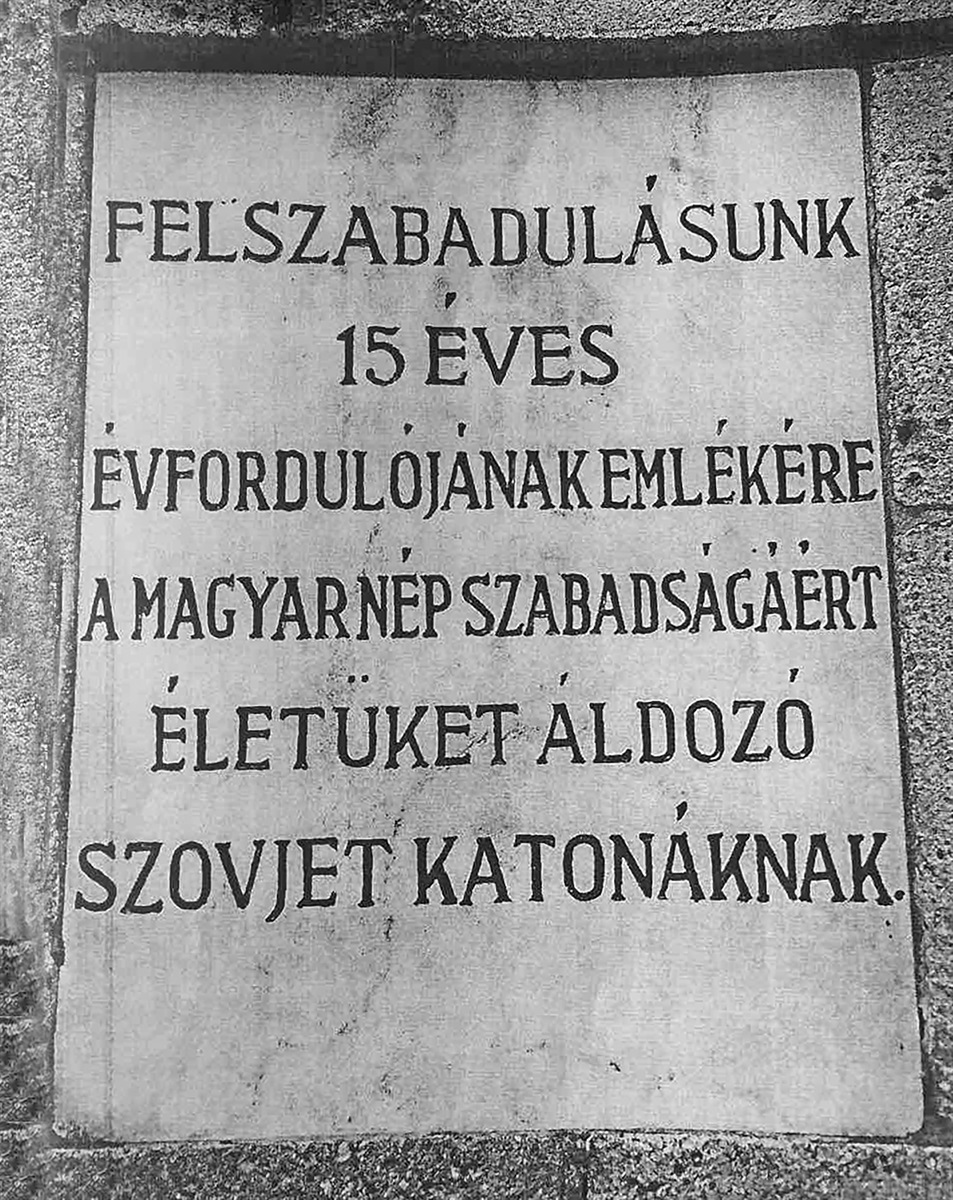 FELSZABADULÁSUNK
15 ÉVES
ÉVFORDULÓJÁNAK EMLÉKÉRE
A MAGYAR NÉP SZABADSÁGÁÉRT
ÉLETÜKET ÁLDOZÓ
SZOVJET KATONÁKNAK.